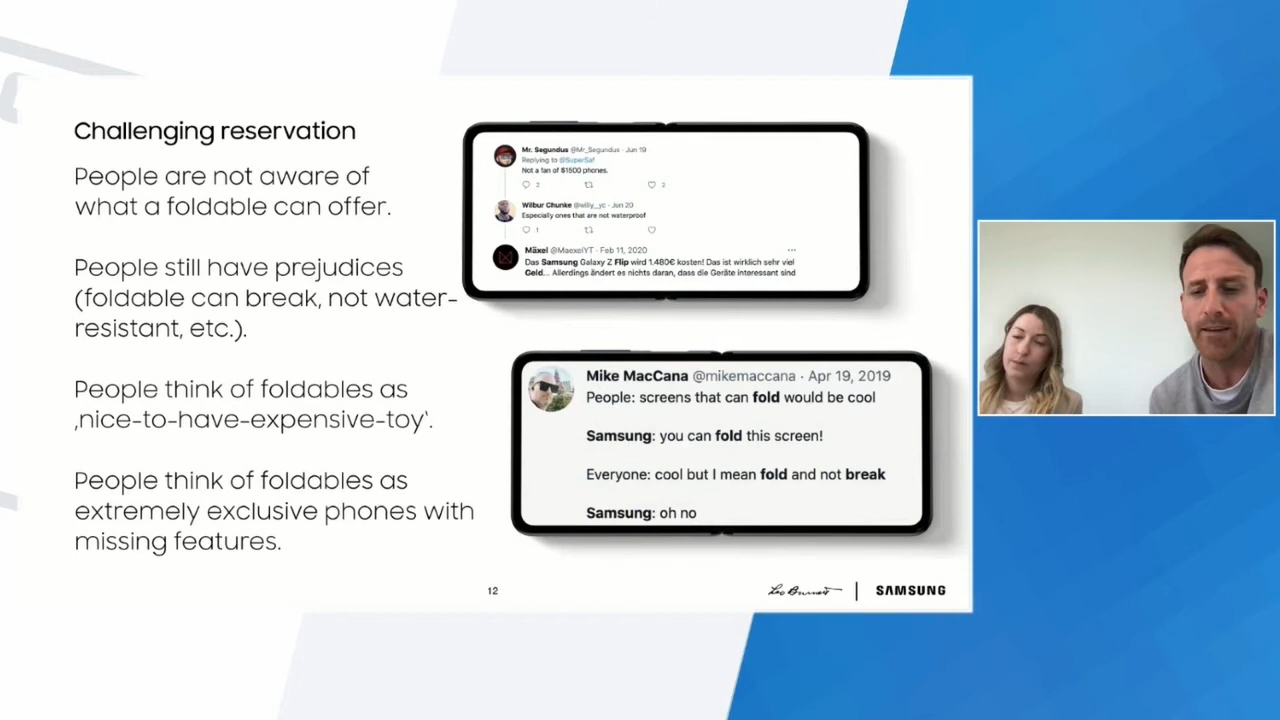 Challenging reservation
People are not aware of
what a foldable can offer.
People still have prejudices
(foldable can break, not water-
resistant, etc.).
People think of foldables as
‚nice-to-have-expensive-toy‘.
People think of foldables as
extremely exclusive phones with
missing features.
Mr. Segundus @Mr_Segundus · Jun 19
Replying to @SuperSaf
Not a fan of $1500 phones.
2 2
Wilbur Chunke @willy_yc · Jun 20
Especially ones that are not waterproof
1
Mäxel @MaexelYT · Feb 11, 2020 ...
Das Samsung Galaxy Z Flip wird 1.480€ kosten! Das ist wirklich sehr viel
Geld... Allerdings ändert es nichts daran, dass die Geräte interessant sind
Mike MacCana @mikemaccana · Apr 19, 2019
People: screens that can fold would be cool
Samsung: you can fold this screen!
Everyone: cool but I mean fold and not break
Samsung: oh no
12
Leo Burnett | SAMSUNG